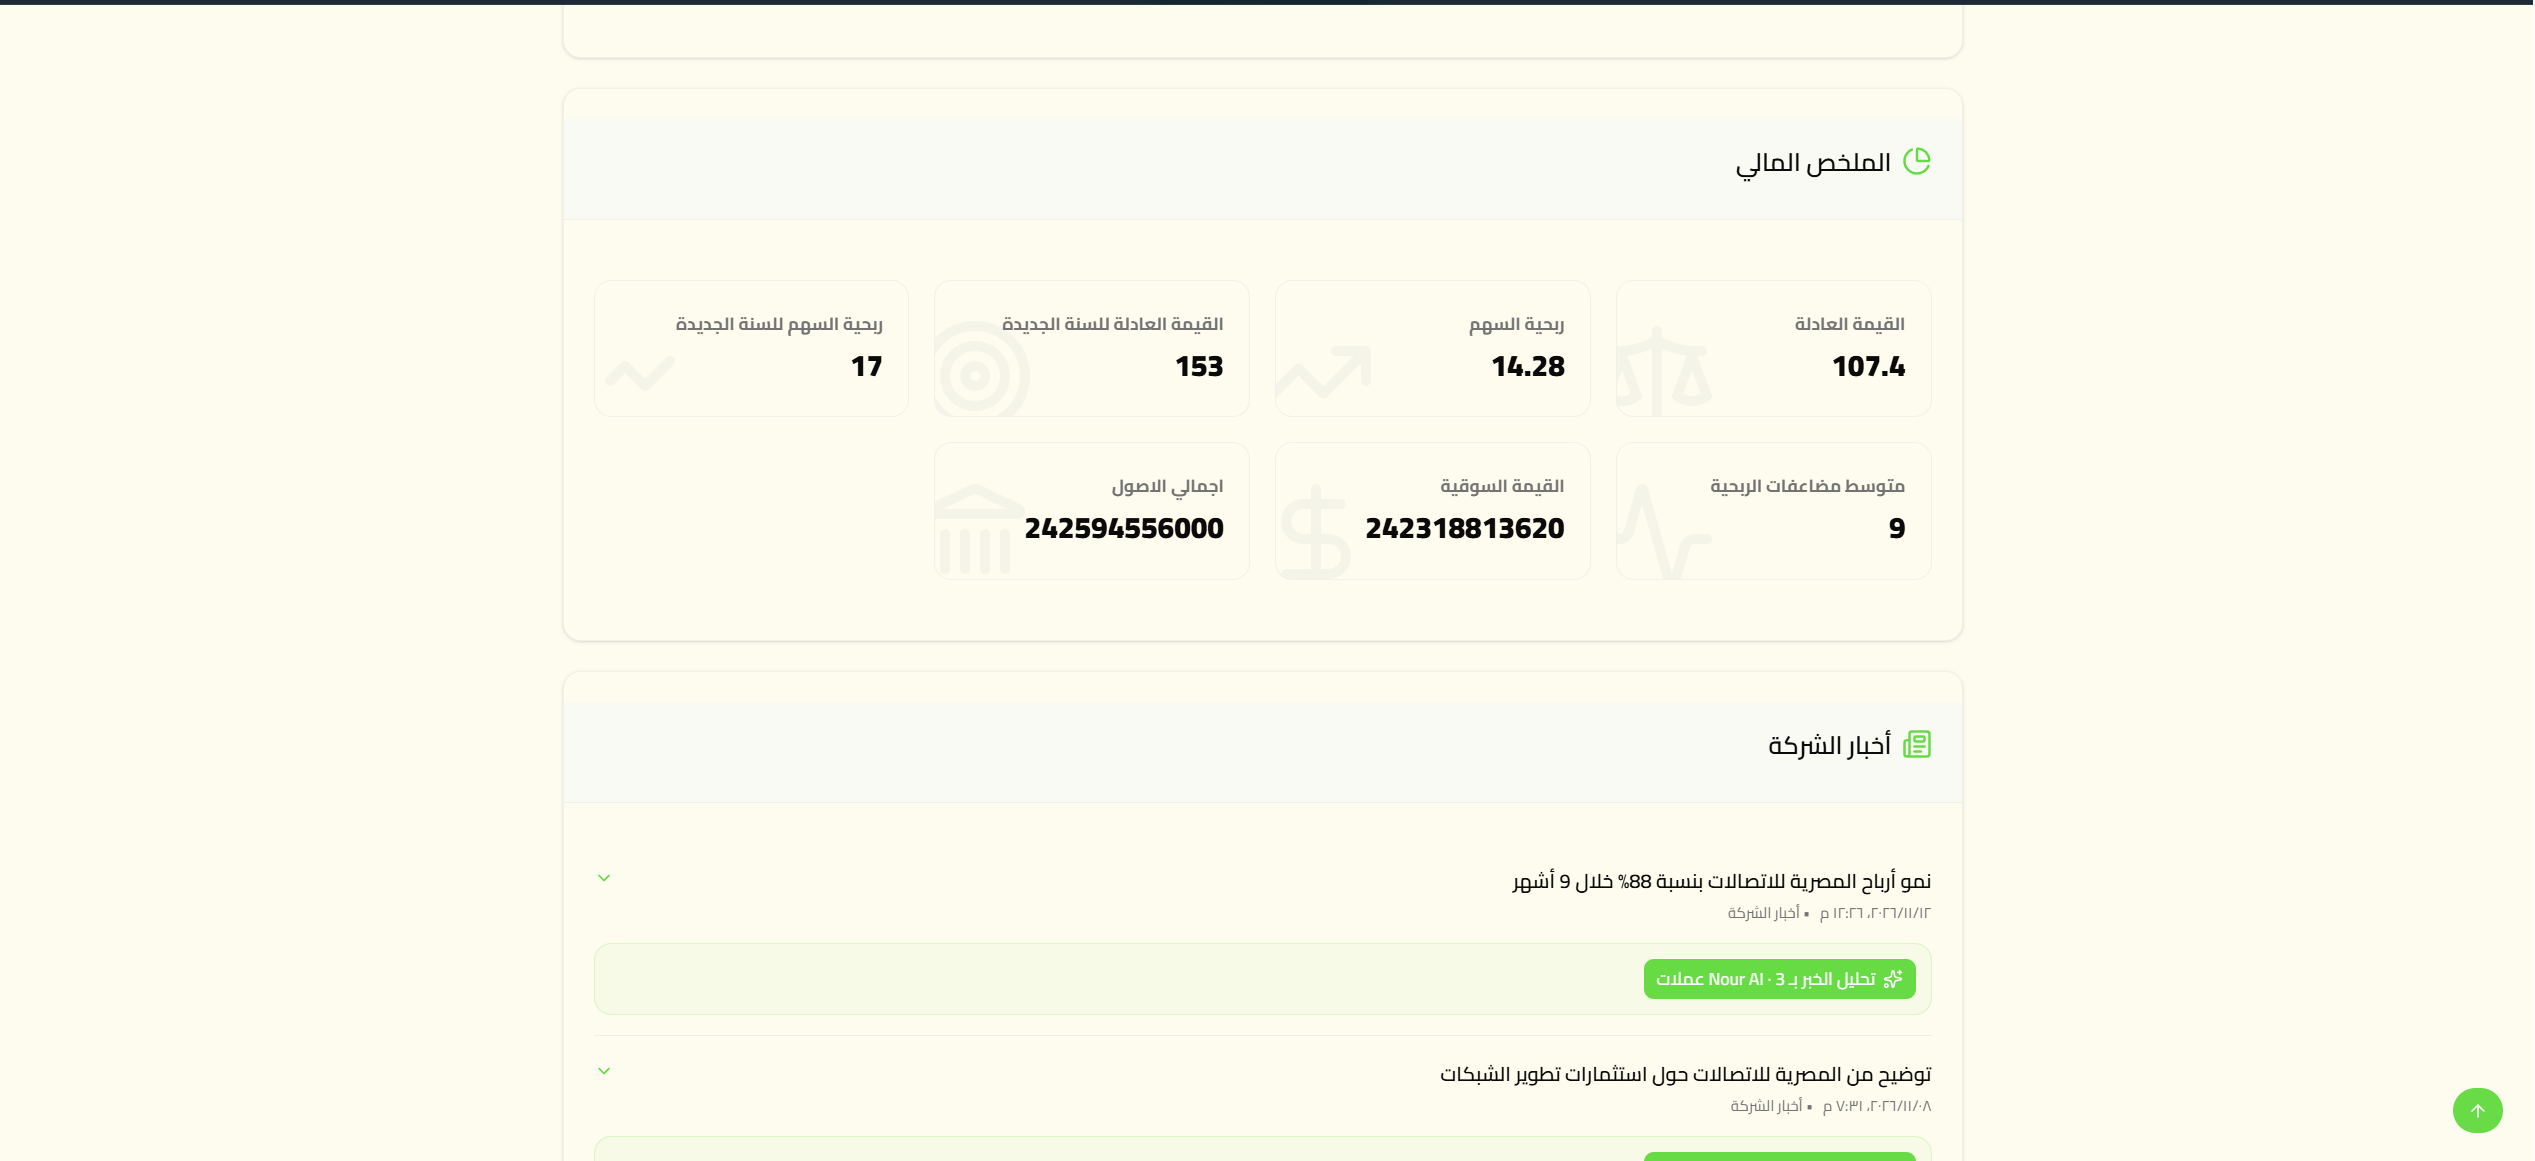 الملخص المالي
القيمة العادلة
107.4
ربحية السهم
14.28
القيمة العادلة للسنة الجديدة
153
ربحية السهم للسنة الجديدة
17
متوسط مضاعفات الربحية
9
القيمة السوقية
242318813620
اجمالي الاصول
242594556000
أخبار الشركة
نمو أرباح المصرية للاتصالات بنسبة 88% خلال 9 أشهر
٢٠٢٦/١١/١٢، ١٢:٢٦ م • أخبار الشركة
تحليل الخبر بـ Nour AI · 3 عملات
توضيح من المصرية للاتصالات حول استثمارات تطوير الشبكات
٢٠٢٦/١١/٠٨، ٧:٣١ م • أخبار الشركة